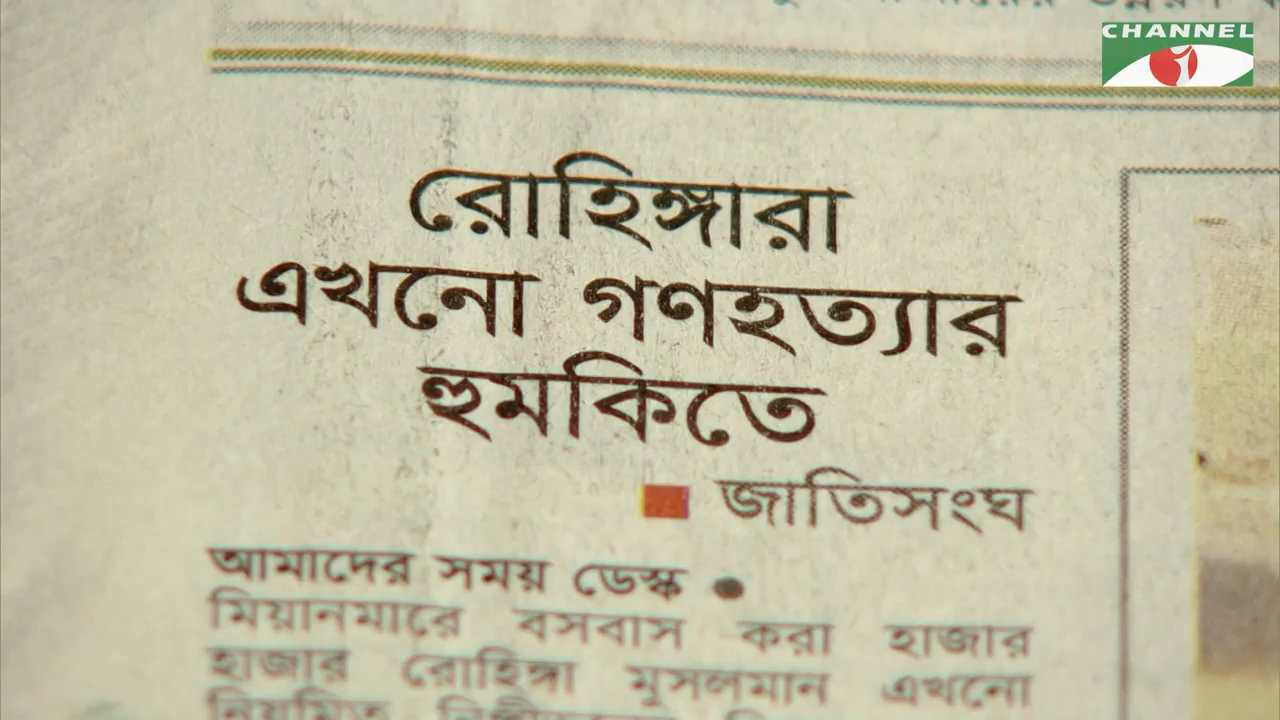 CHANNEL i
রোহিঙ্গারা
এখনো গণহত্যার
হুমকিতে
জাতিসংঘ
আমাদের সময় ডেস্ক ●
মিয়ানমারে বসবাস করা হাজার
হাজার রোহিঙ্গা মুসলমান এখনো
নিয়মিত